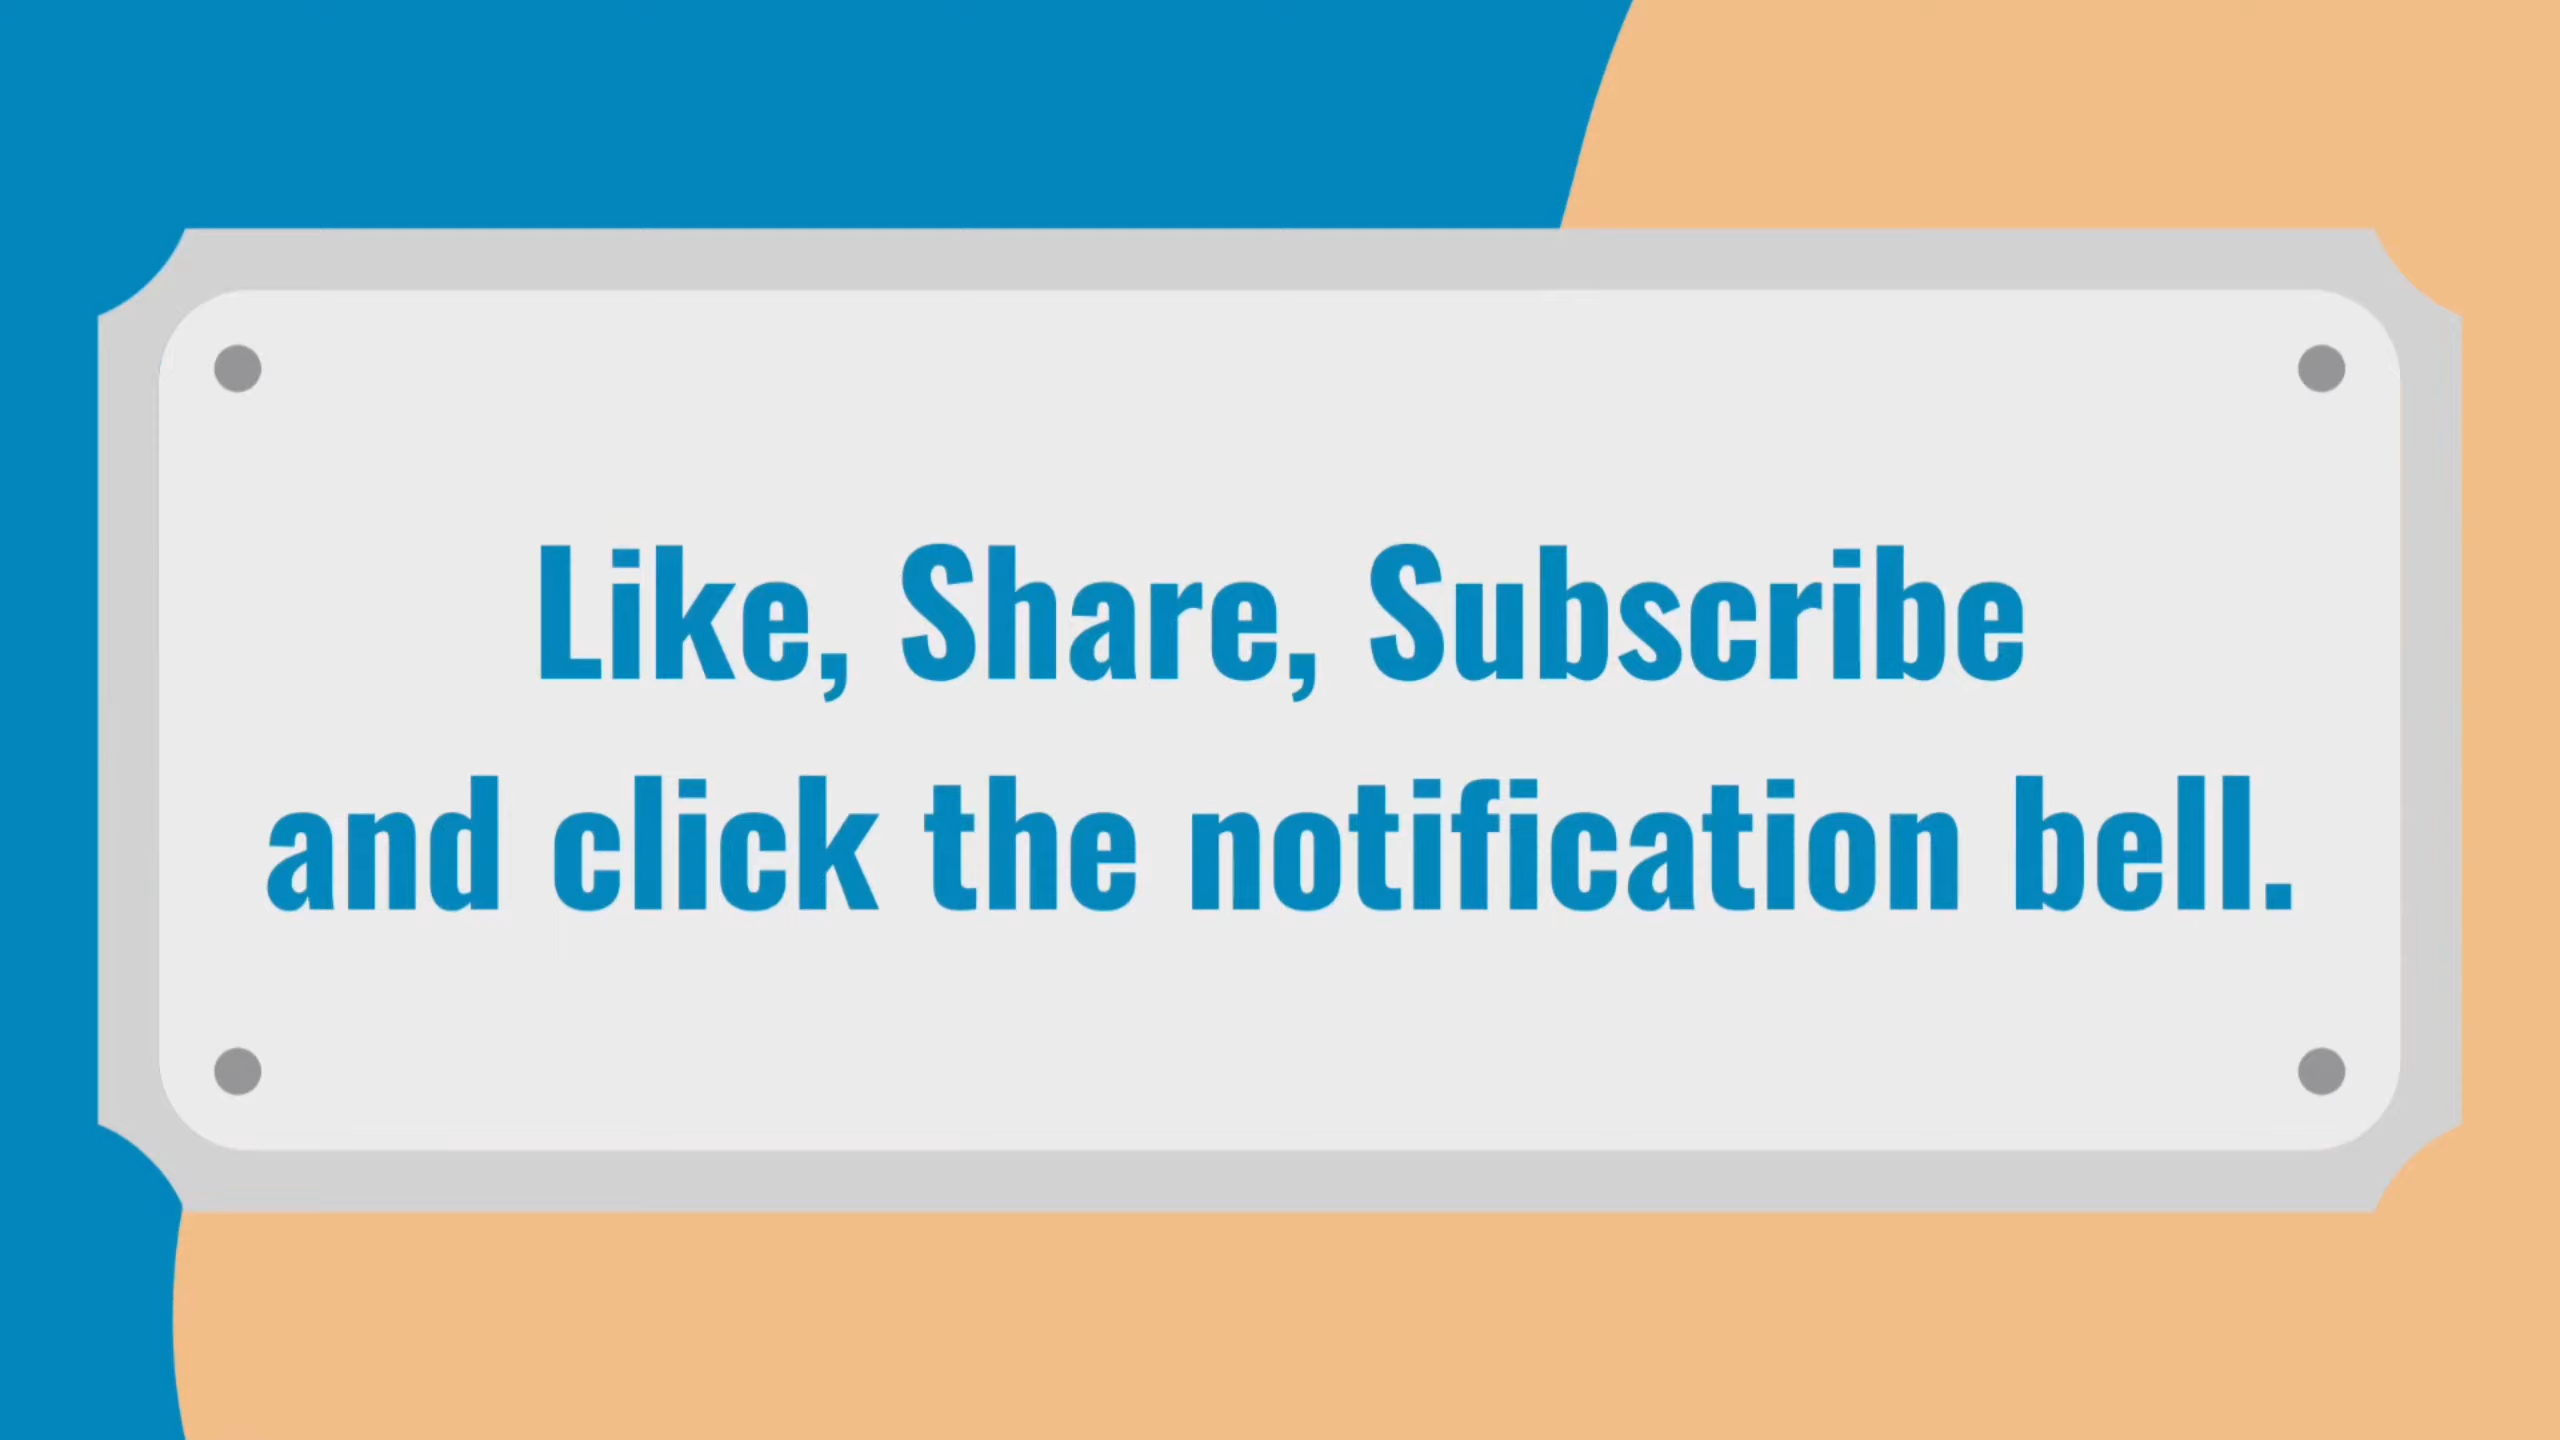 Like, Share, Subscribe
and click the notification bell.